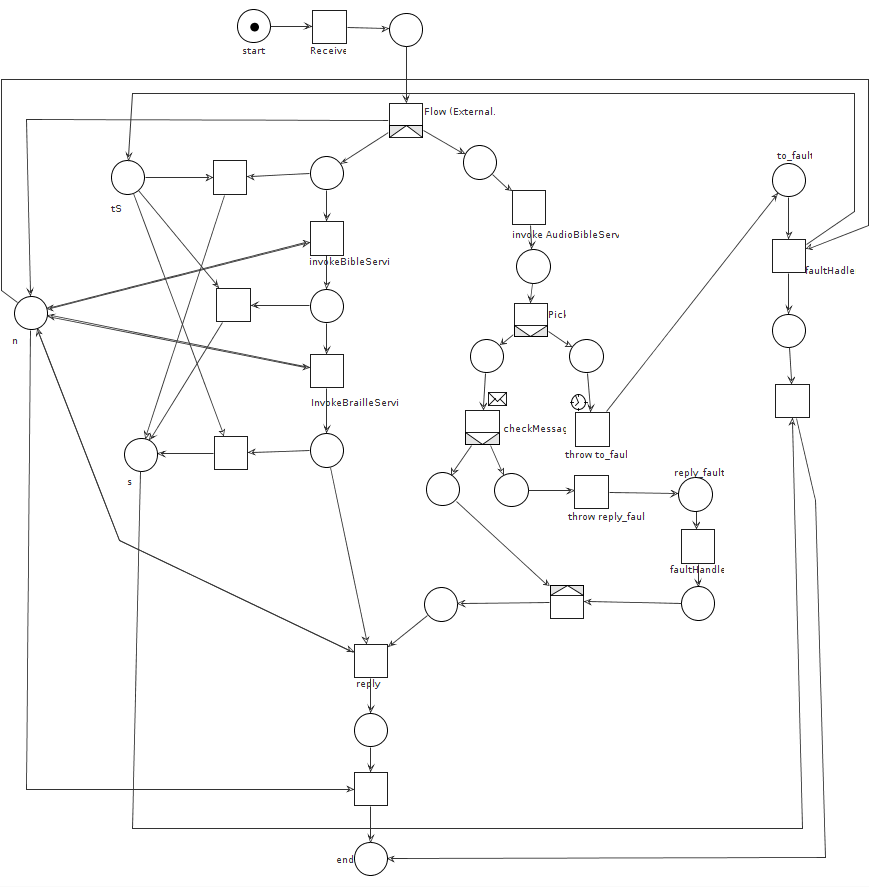 start
Receive
Flow (External.
to_fault
tS
invoke AudioBibleServ
invokeBibleServi
faultHadle
n
Pick
InvokeBrailleServi
checkMessag
throw to_faul
reply_fault
s
throw reply_faul
faultHandle
reply
end